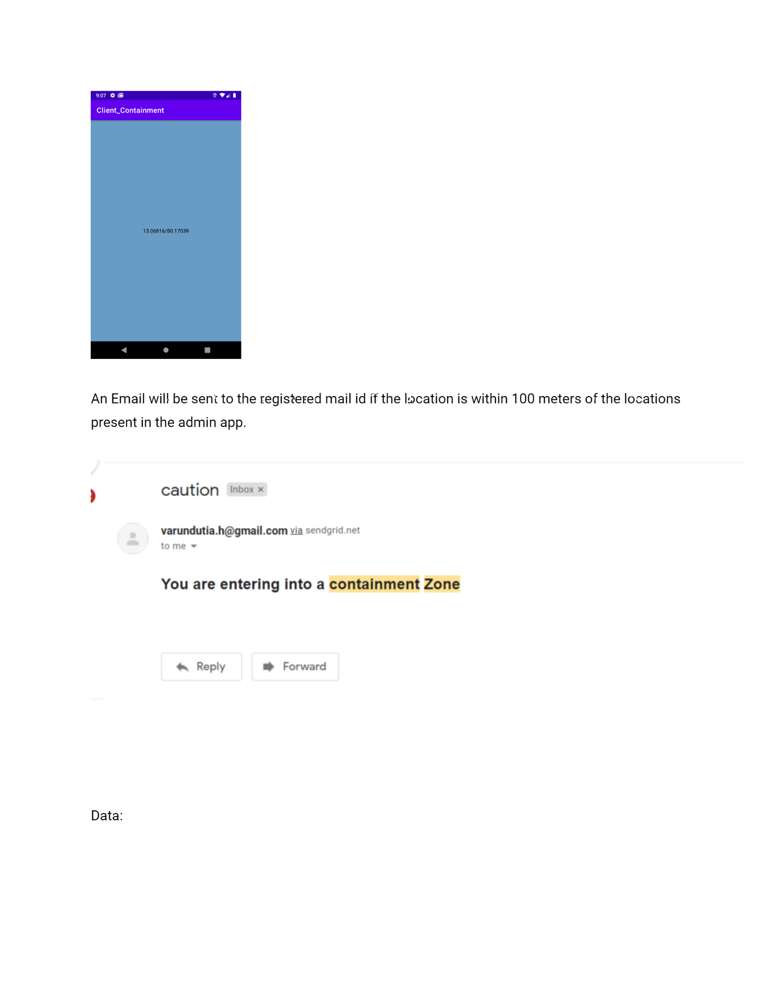 9:07
Client_Containment
13.06816/80.17039
An Email will be sent to the registered mail id if the location is within 100 meters of the locations
present in the admin app.
caution Inbox ×
varundutia.h@gmail.com via sendgrid.net
to me
You are entering into a containment Zone
Reply Forward
Data: